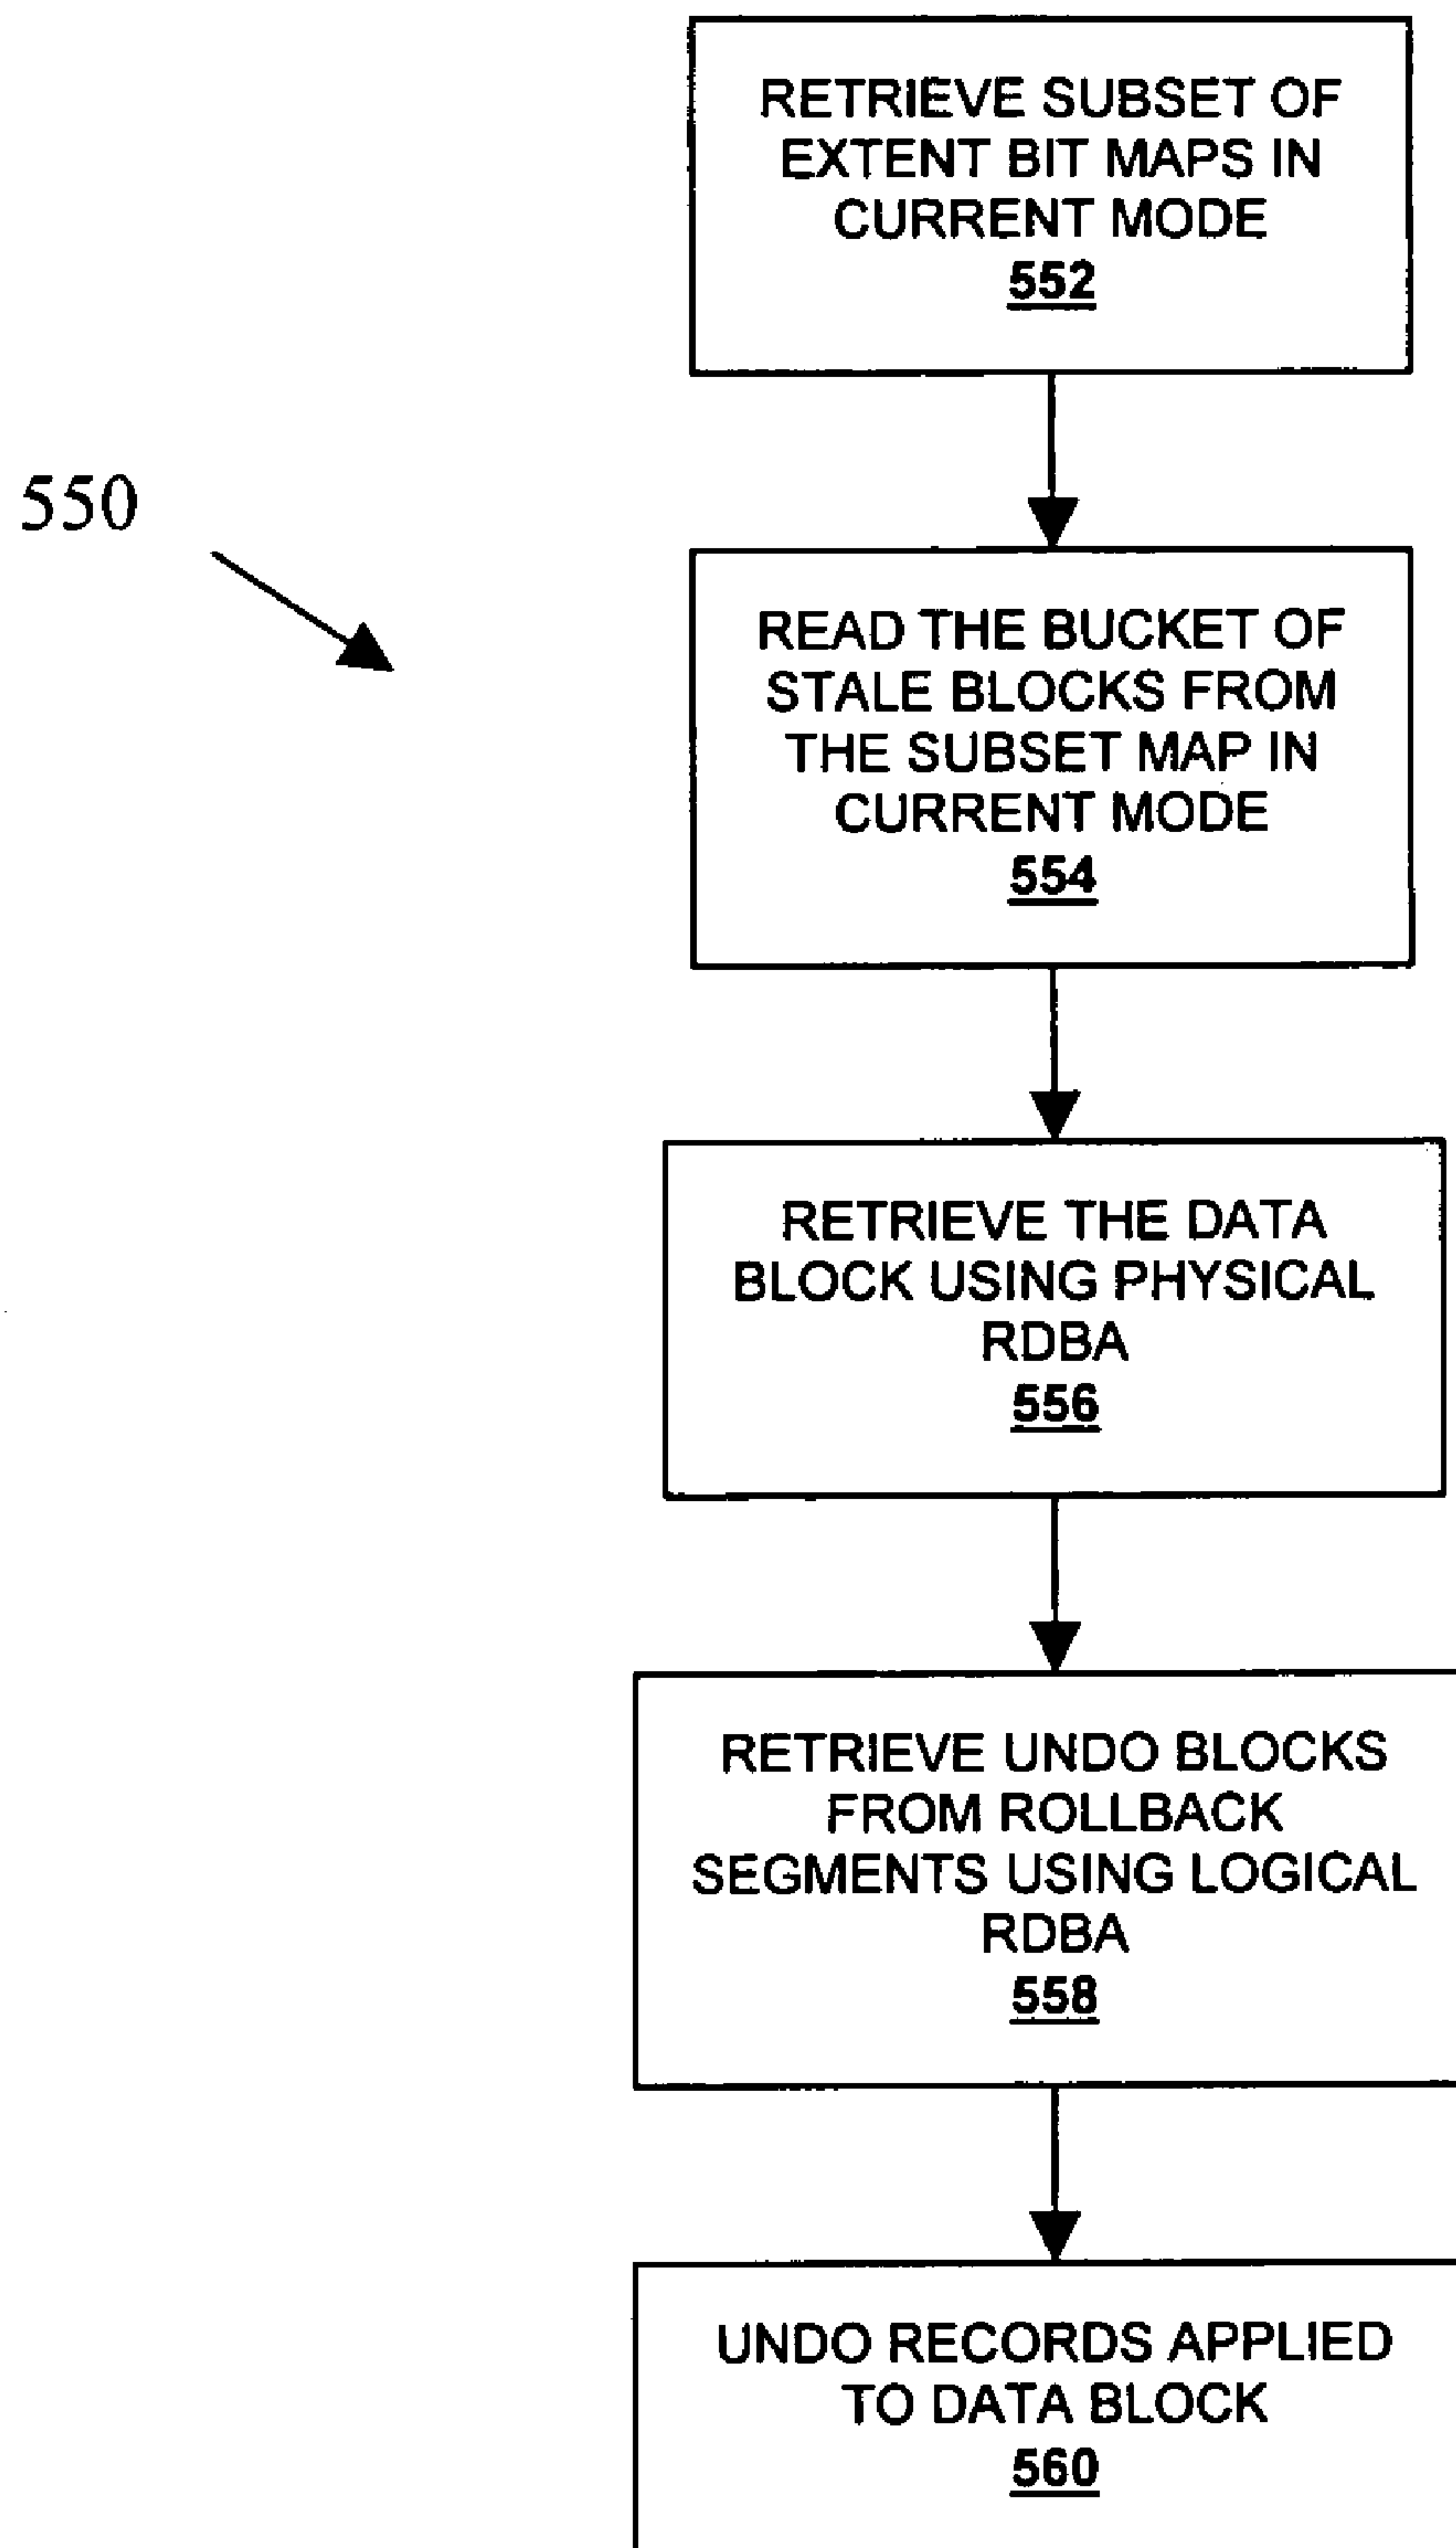 RETRIEVE SUBSET OF
EXTENT BIT MAPS IN
CURRENT MODE
552
550
READ THE BUCKET OF
STALE BLOCKS FROM
THE SUBSET MAP IN
CURRENT MODE
554
RETRIEVE THE DATA
BLOCK USING PHYSICAL
RDBA
556
RETRIEVE UNDO BLOCKS
FROM ROLLBACK
SEGMENTS USING LOGICAL
RDBA
558
UNDO RECORDS APPLIED
TO DATA BLOCK
560